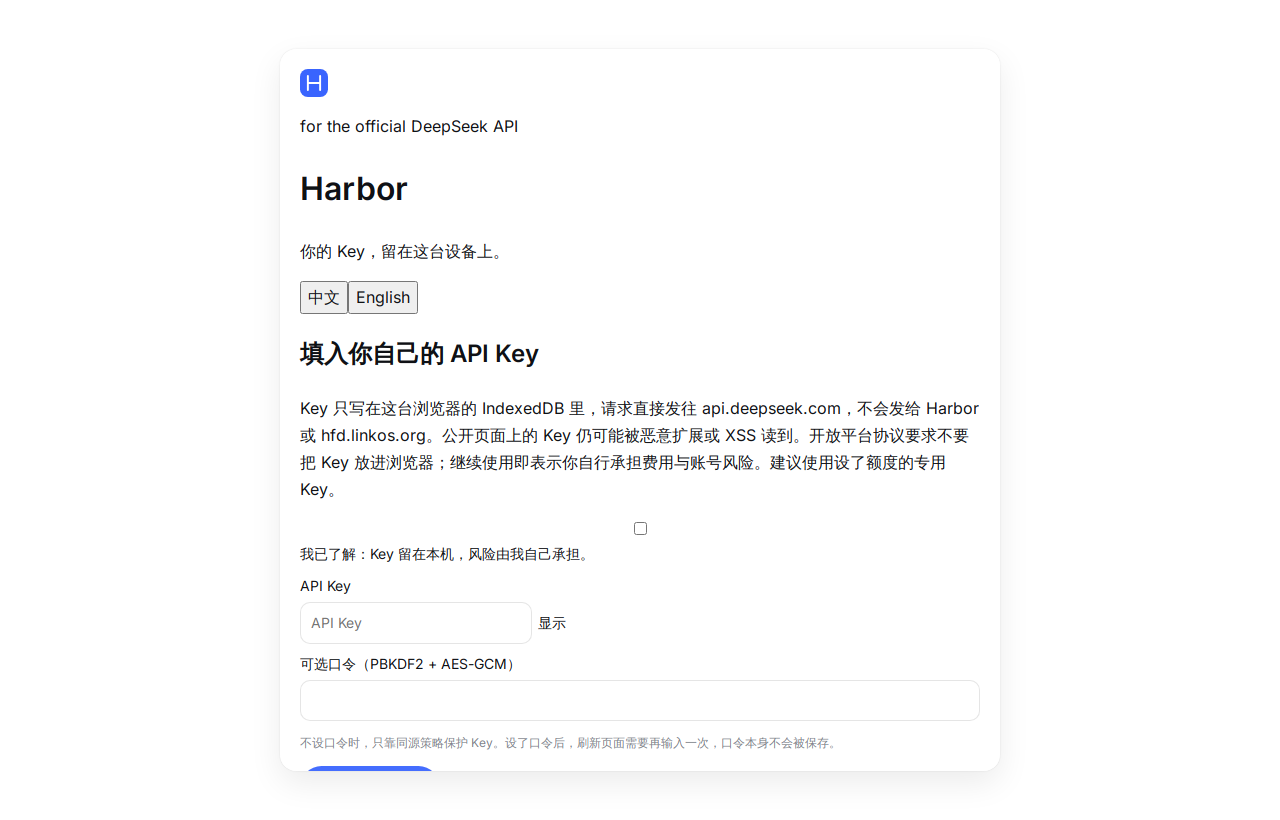 H
for the official DeepSeek API
Harbor
你的 Key，留在这台设备上。
中文 English
填入你自己的 API Key
Key 只写在这台浏览器的 IndexedDB 里，请求直接发往 api.deepseek.com，不会发给 Harbor
或 hfd.linkos.org。公开页面上的 Key 仍可能被恶意扩展或 XSS 读到。开放平台协议要求不要
把 Key 放进浏览器；继续使用即表示你自行承担费用与账号风险。建议使用设了额度的专用
Key。
我已了解：Key 留在本机，风险由我自己承担。
API Key
API Key 显示
可选口令（PBKDF2 + AES-GCM）
不设口令时，只靠同源策略保护 Key。设了口令后，刷新页面需要再输入一次，口令本身不会被保存。